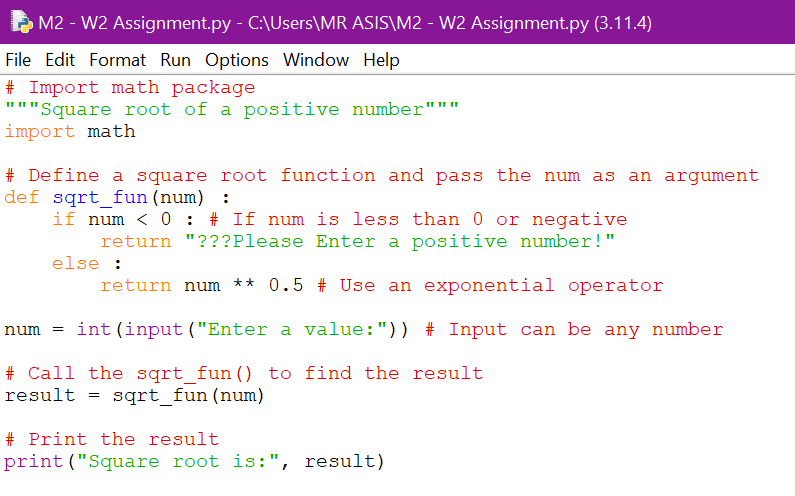 M2 - W2 Assignment.py - C:\Users\MR ASIS\M2 - W2 Assignment.py (3.11.4)
File Edit Format Run Options Window Help
# Import math package
"""Square root of a positive number"""
import math
# Define a square root function and pass the num as an argument
def sqrt_fun(num) :
    if num < 0 : # If num is less than 0 or negative
        return "???Please Enter a positive number!"
    else :
        return num ** 0.5 # Use an exponential operator
num = int(input("Enter a value:")) # Input can be any number
# Call the sqrt_fun() to find the result
result = sqrt_fun(num)
# Print the result
print("Square root is:", result)